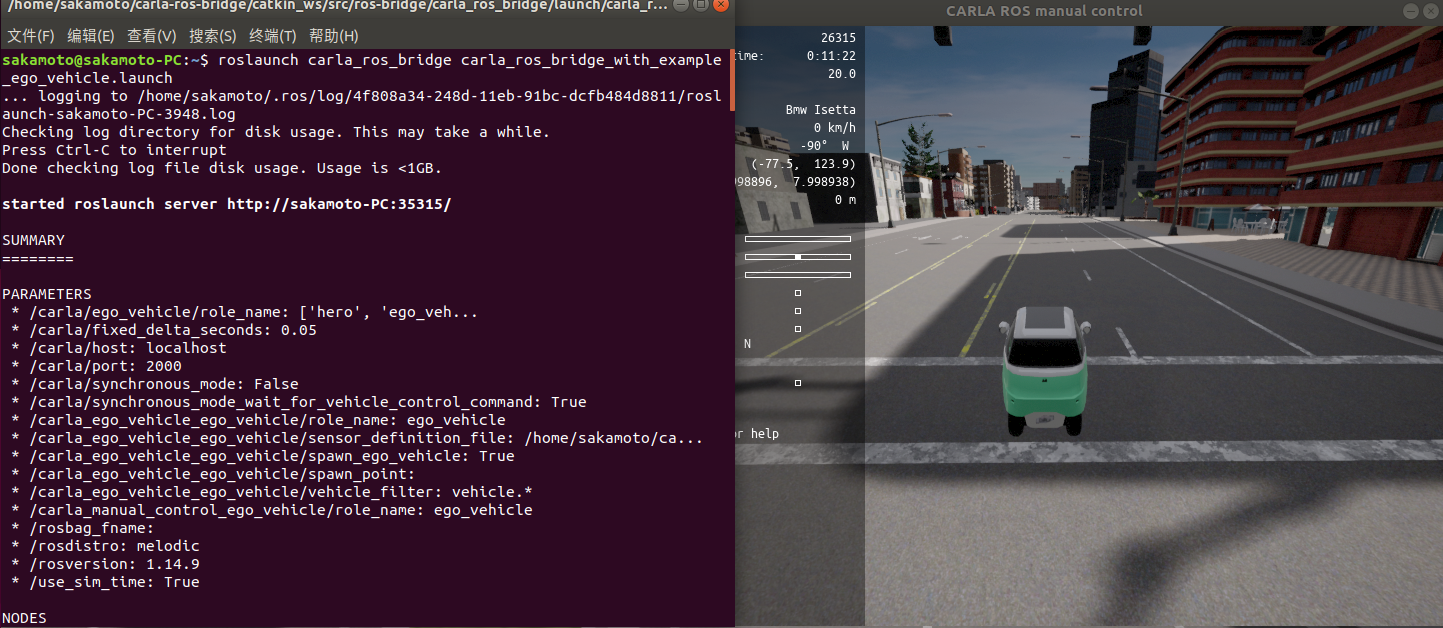 /home/sakamoto/carla-ros-bridge/catkin_ws/src/ros-bridge/carla_ros_bridge/launch/carla_r...
文件(F) 编辑(E) 查看(V) 搜索(S) 终端(T) 帮助(H)
sakamoto@sakamoto-PC:~$ roslaunch carla_ros_bridge carla_ros_bridge_with_example
_ego_vehicle.launch
... logging to /home/sakamoto/.ros/log/4f808a34-248d-11eb-91bc-dcfb484d8811/rosl
aunch-sakamoto-PC-3948.log
Checking log directory for disk usage. This may take a while.
Press Ctrl-C to interrupt
Done checking log file disk usage. Usage is <1GB.
started roslaunch server http://sakamoto-PC:35315/
SUMMARY
========
PARAMETERS
* /carla/ego_vehicle/role_name: ['hero', 'ego_veh...
* /carla/fixed_delta_seconds: 0.05
* /carla/host: localhost
* /carla/port: 2000
* /carla/synchronous_mode: False
* /carla/synchronous_mode_wait_for_vehicle_control_command: True
* /carla_ego_vehicle_ego_vehicle/role_name: ego_vehicle
* /carla_ego_vehicle_ego_vehicle/sensor_definition_file: /home/sakamoto/ca...
* /carla_ego_vehicle_ego_vehicle/spawn_ego_vehicle: True
* /carla_ego_vehicle_ego_vehicle/spawn_point:
* /carla_ego_vehicle_ego_vehicle/vehicle_filter: vehicle.*
* /carla_manual_control_ego_vehicle/role_name: ego_vehicle
* /rosbag_fname:
* /rosdistro: melodic
* /rosversion: 1.14.9
* /use_sim_time: True
NODES
CARLA ROS manual control
26315
time: 0:11:22
20.0
Bmw Isetta
0 km/h
-90° W
(-77.5, 123.9)
98896, 7.998938)
0 m
N
or help